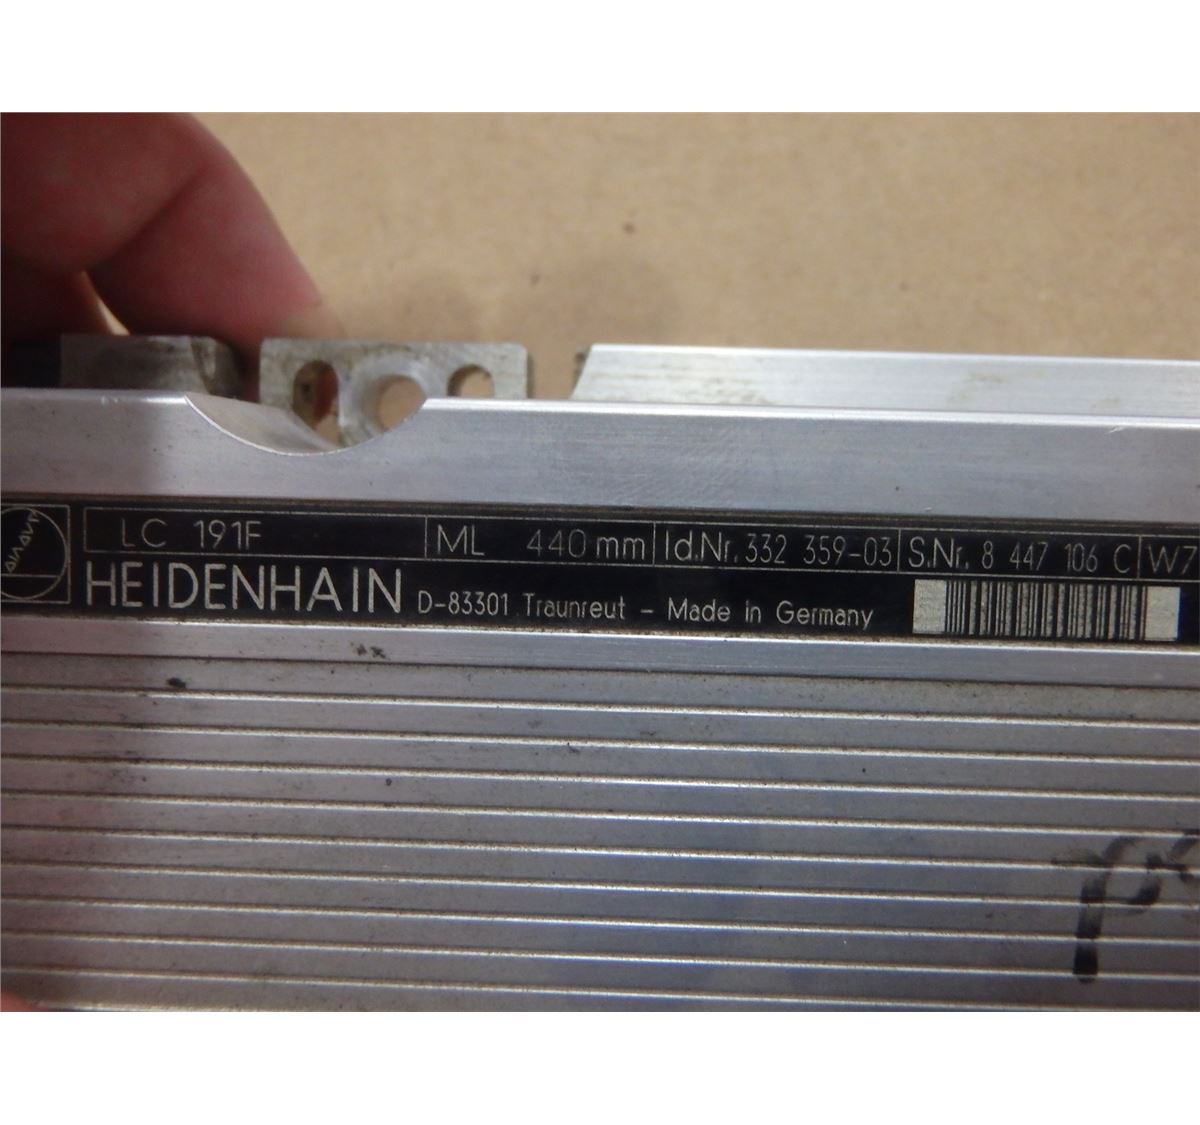 LC 191F ML 440 mm Id.Nr. 332 359-03 S.Nr. 8 447 106 C W7
HEIDENHAIN D-83301 Traunreut - Made in Germany